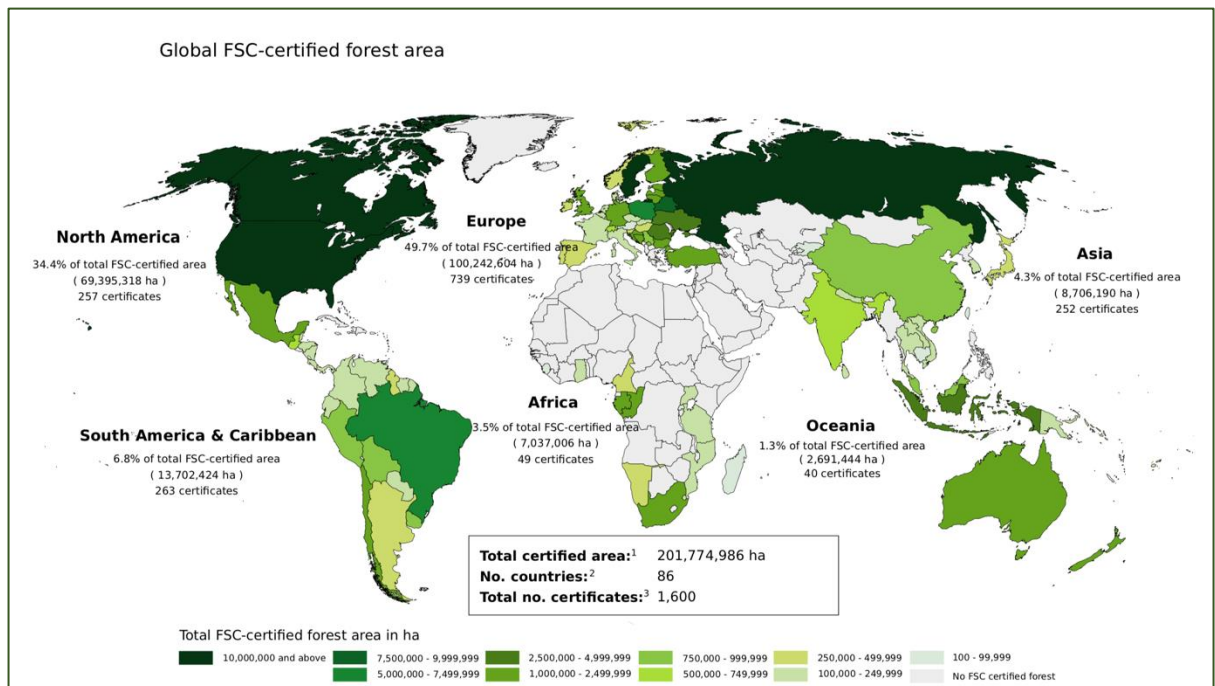 Global FSC-certified forest area
North America
34.4% of total FSC-certified area
( 69,395,318 ha )
257 certificates
Europe
49.7% of total FSC-certified area
( 100,242,604 ha )
739 certificates
Asia
4.3% of total FSC-certified area
( 8,706,190 ha )
252 certificates
South America & Caribbean
6.8% of total FSC-certified area
( 13,702,424 ha )
263 certificates
Africa
3.5% of total FSC-certified area
( 7,037,006 ha )
49 certificates
Oceania
1.3% of total FSC-certified area
( 2,691,444 ha )
40 certificates
Total certified area:¹ 201,774,986 ha
No. countries:² 86
Total no. certificates:³ 1,600
Total FSC-certified forest area in ha
10,000,000 and above 7,500,000 - 9,999,999 2,500,000 - 4,999,999 750,000 - 999,999 250,000 - 499,999 100 - 99,999
5,000,000 - 7,499,999 1,000,000 - 2,499,999 500,000 - 749,999 100,000 - 249,999 No FSC certified forest